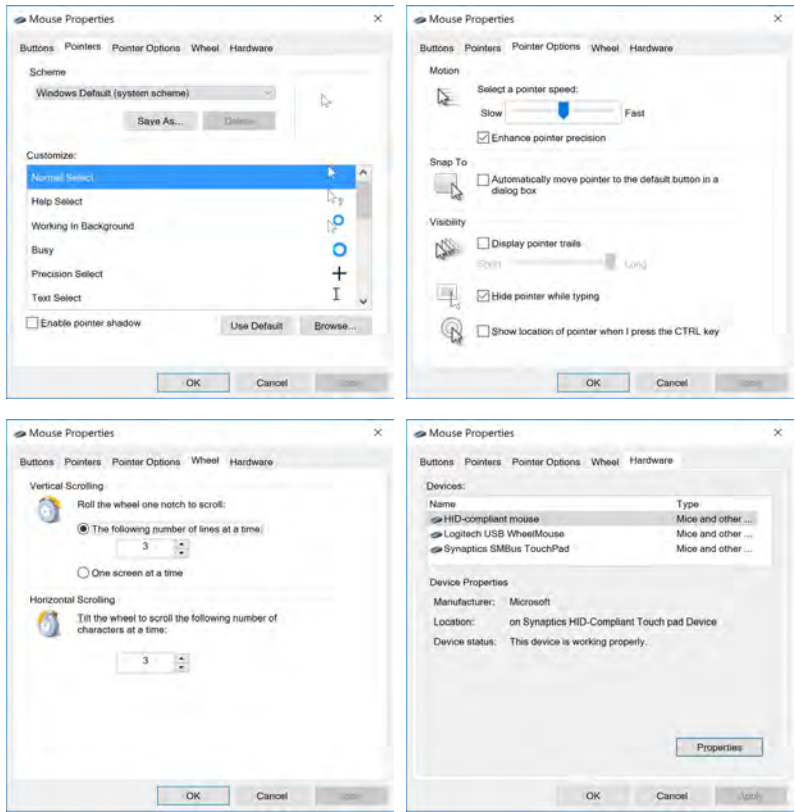 Mouse Properties
Buttons Pointers Pointer Options Wheel Hardware
Scheme
Windows Default (system scheme)
Save As... Delete
Customize:
Normal Select
Help Select
Working In Background
Busy
Precision Select
Text Select
Enable pointer shadow
Use Default Browse...
OK Cancel Apply
Mouse Properties
Buttons Pointers Pointer Options Wheel Hardware
Motion
Select a pointer speed:
Slow Fast
Enhance pointer precision
Snap To
Automatically move pointer to the default button in a
dialog box
Visibility
Display pointer trails
Short Long
Hide pointer while typing
Show location of pointer when I press the CTRL key
OK Cancel Apply
Mouse Properties
Buttons Pointers Pointer Options Wheel Hardware
Vertical Scrolling
Roll the wheel one notch to scroll:
The following number of lines at a time:
3
One screen at a time
Horizontal Scrolling
Tilt the wheel to scroll the following number of
characters at a time:
3
OK Cancel Apply
Mouse Properties
Buttons Pointers Pointer Options Wheel Hardware
Devices:
Name Type
HID-compliant mouse Mice and other ...
Logitech USB WheelMouse Mice and other ...
Synaptics SMBus TouchPad Mice and other ...
Device Properties
Manufacturer: Microsoft
Location: on Synaptics HID-Compliant Touch pad Device
Device status: This device is working properly.
Properties
OK Cancel Apply